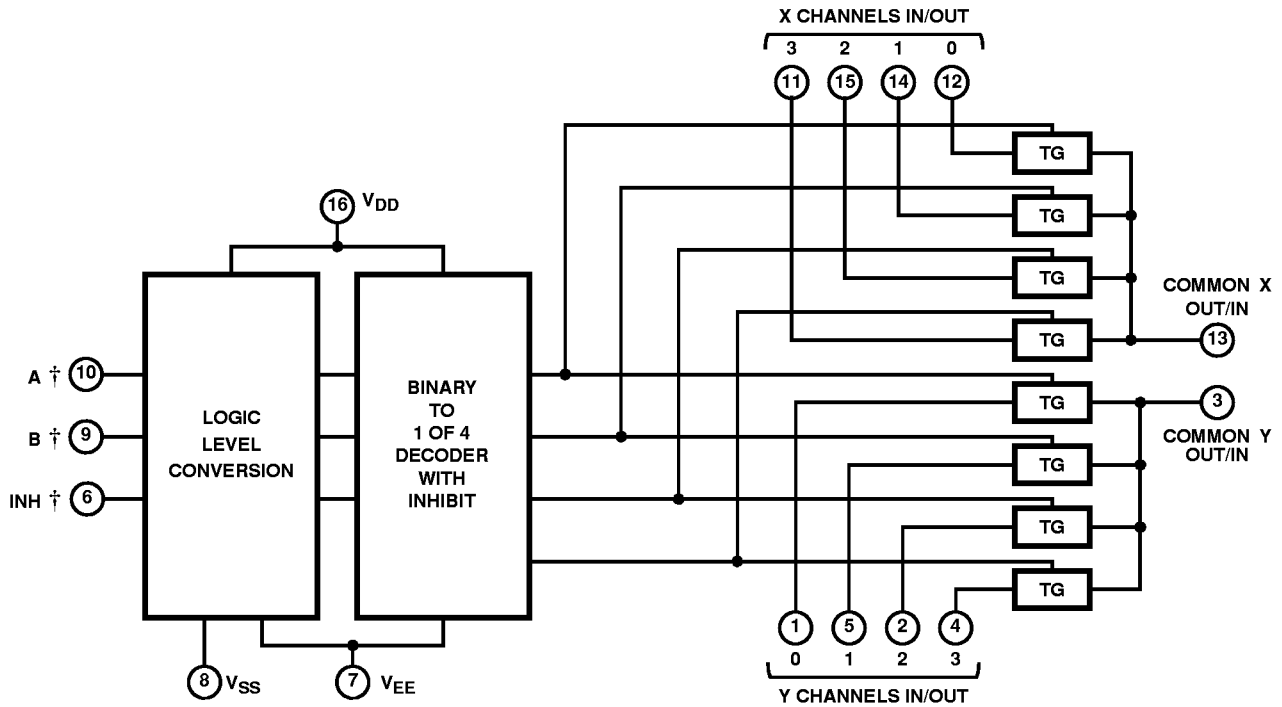 X CHANNELS IN/OUT
3 2 1 0
11 15 14 12
TG
16 VDD
TG
TG
COMMON X
OUT/IN
TG
13
A † 10
B † 9
INH † 6
LOGIC
LEVEL
CONVERSION
BINARY
TO
1 OF 4
DECODER
WITH
INHIBIT
TG
3
COMMON Y
OUT/IN
TG
TG
TG
1 5 2 4
0 1 2 3
Y CHANNELS IN/OUT
8 VSS
7 VEE